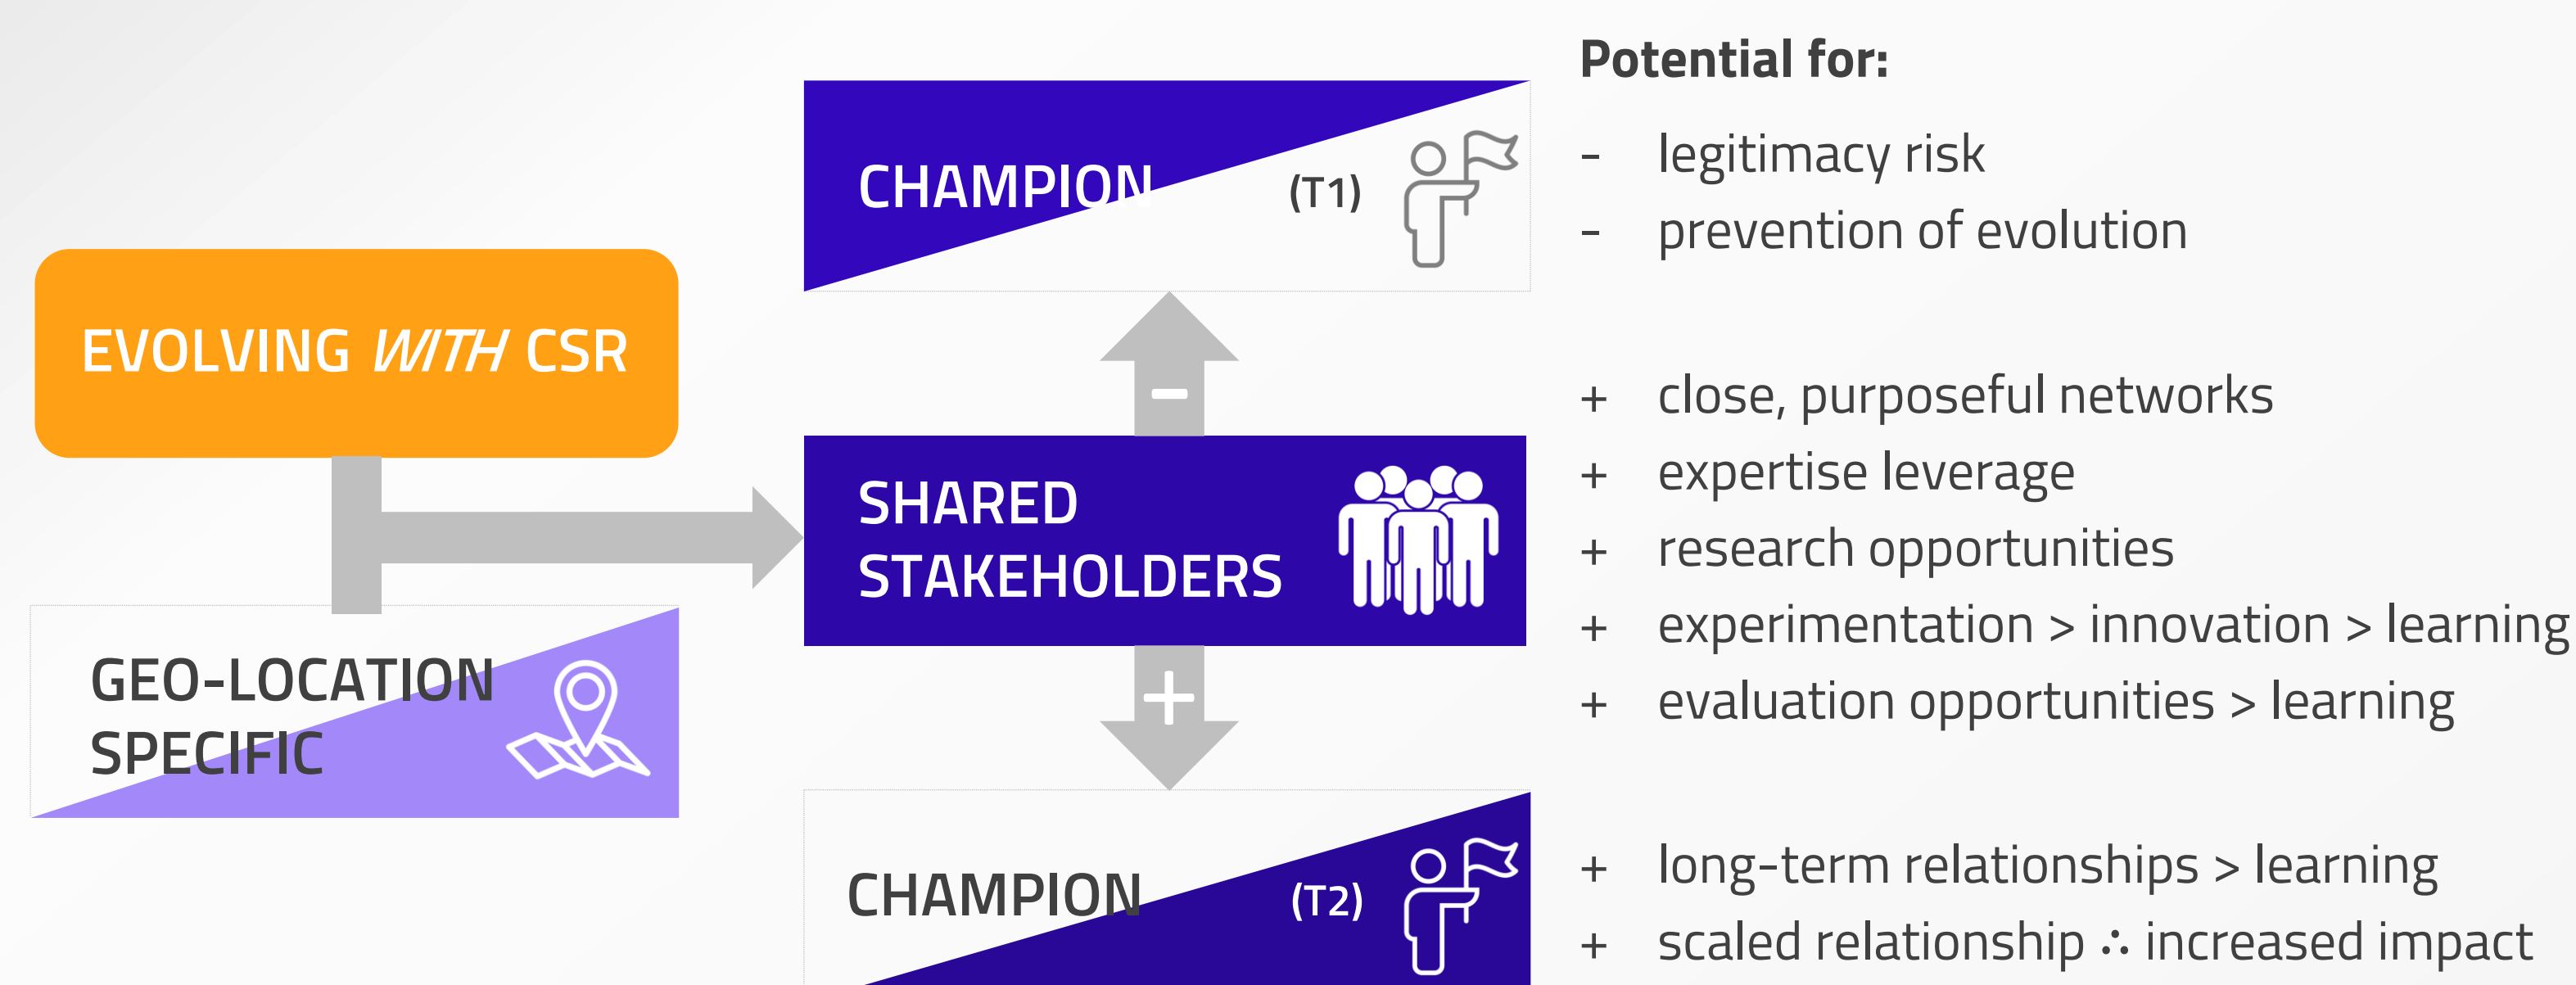 EVOLVING WITH CSR
GEO-LOCATION
SPECIFIC
CHAMPION
(T1)
-
SHARED
STAKEHOLDERS
+
CHAMPION
(T2)
Potential for:
- legitimacy risk
- prevention of evolution
+ close, purposeful networks
+ expertise leverage
+ research opportunities
+ experimentation > innovation > learning
+ evaluation opportunities > learning
+ long-term relationships > learning
+ scaled relationship ∴ increased impact